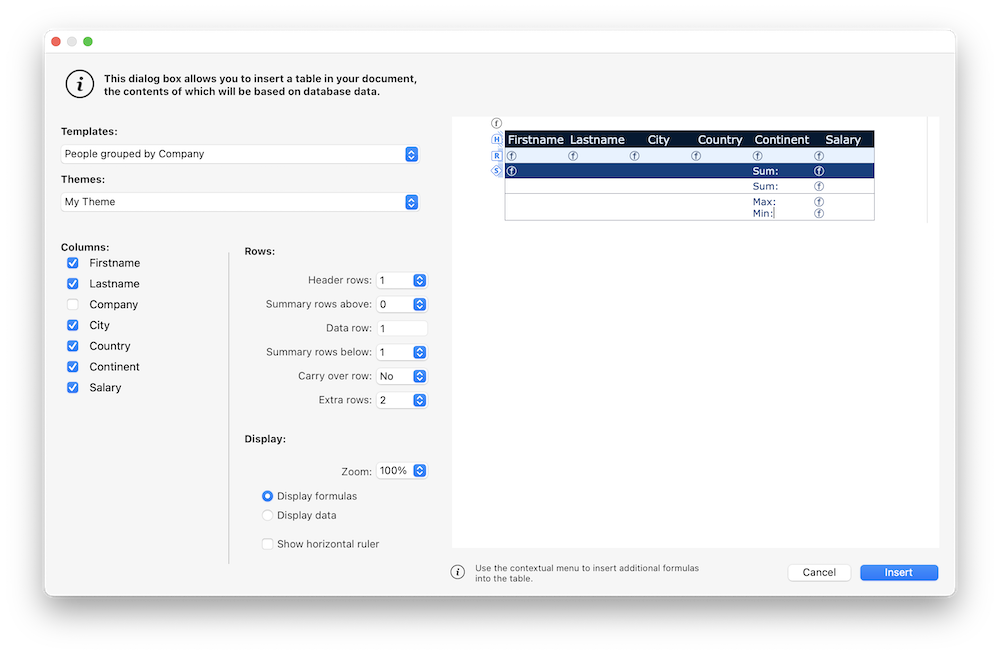 This dialog box allows you to insert a table in your document,
the contents of which will be based on database data.
Templates:
People grouped by Company
Themes:
My Theme
Columns:
Firstname
Lastname
Company
City
Country
Continent
Salary
Rows:
Header rows: 1
Summary rows above: 0
Data row: 1
Summary rows below: 1
Carry over row: No
Extra rows: 2
Display:
Zoom: 100%
Display formulas
Display data
Show horizontal ruler
f
H Firstname Lastname City Country Continent Salary
R f f f f f f
S f Sum: f
Sum: f
Max: f
Min: f
Use the contextual menu to insert additional formulas
into the table.
Cancel
Insert